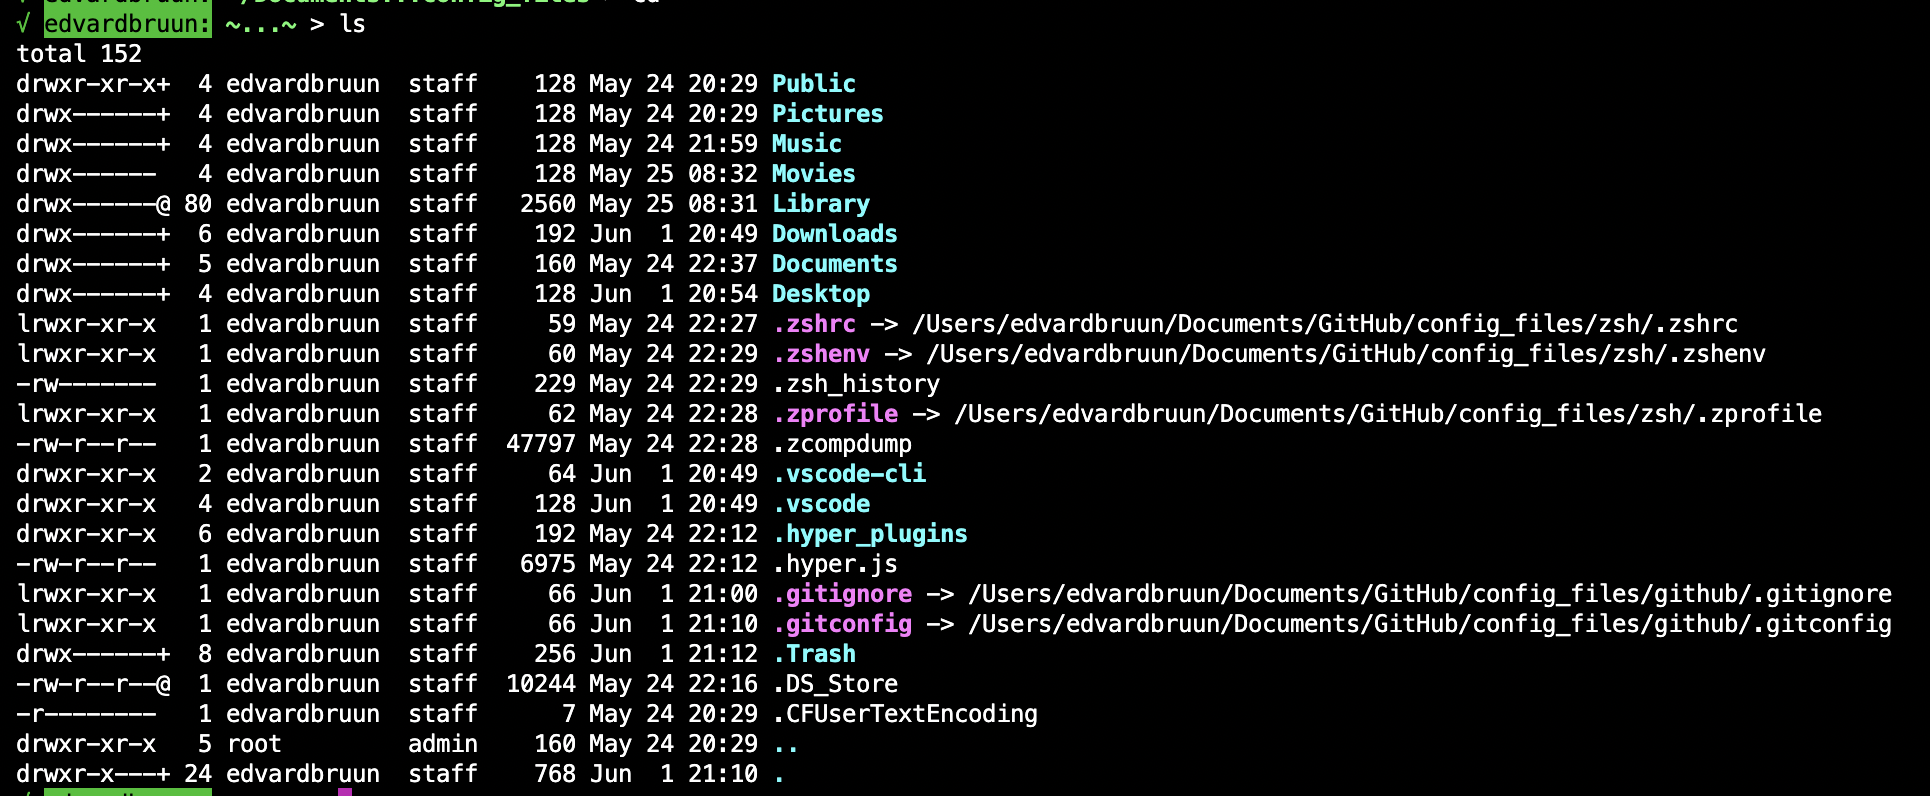 √ edvardbruun: ~...~ > ls
total 152
drwxr-xr-x+  4 edvardbruun  staff    128 May 24 20:29 Public
drwx------+  4 edvardbruun  staff    128 May 24 20:29 Pictures
drwx------+  4 edvardbruun  staff    128 May 24 21:59 Music
drwx------   4 edvardbruun  staff    128 May 25 08:32 Movies
drwx------@ 80 edvardbruun  staff   2560 May 25 08:31 Library
drwx------+  6 edvardbruun  staff    192 Jun  1 20:49 Downloads
drwx------+  5 edvardbruun  staff    160 May 24 22:37 Documents
drwx------+  4 edvardbruun  staff    128 Jun  1 20:54 Desktop
lrwxr-xr-x   1 edvardbruun  staff     59 May 24 22:27 .zshrc -> /Users/edvardbruun/Documents/GitHub/config_files/zsh/.zshrc
lrwxr-xr-x   1 edvardbruun  staff     60 May 24 22:29 .zshenv -> /Users/edvardbruun/Documents/GitHub/config_files/zsh/.zshenv
-rw-------   1 edvardbruun  staff    229 May 24 22:29 .zsh_history
lrwxr-xr-x   1 edvardbruun  staff     62 May 24 22:28 .zprofile -> /Users/edvardbruun/Documents/GitHub/config_files/zsh/.zprofile
-rw-r--r--   1 edvardbruun  staff  47797 May 24 22:28 .zcompdump
drwxr-xr-x   2 edvardbruun  staff     64 Jun  1 20:49 .vscode-cli
drwxr-xr-x   4 edvardbruun  staff    128 Jun  1 20:49 .vscode
drwxr-xr-x   6 edvardbruun  staff    192 May 24 22:12 .hyper_plugins
-rw-r--r--   1 edvardbruun  staff   6975 May 24 22:12 .hyper.js
lrwxr-xr-x   1 edvardbruun  staff     66 Jun  1 21:00 .gitignore -> /Users/edvardbruun/Documents/GitHub/config_files/github/.gitignore
lrwxr-xr-x   1 edvardbruun  staff     66 Jun  1 21:10 .gitconfig -> /Users/edvardbruun/Documents/GitHub/config_files/github/.gitconfig
drwx------+  8 edvardbruun  staff    256 Jun  1 21:12 .Trash
-rw-r--r--@  1 edvardbruun  staff  10244 May 24 22:16 .DS_Store
-r--------   1 edvardbruun  staff      7 May 24 20:29 .CFUserTextEncoding
drwxr-xr-x   5 root         admin    160 May 24 20:29 ..
drwxr-x---+ 24 edvardbruun  staff    768 Jun  1 21:10 .